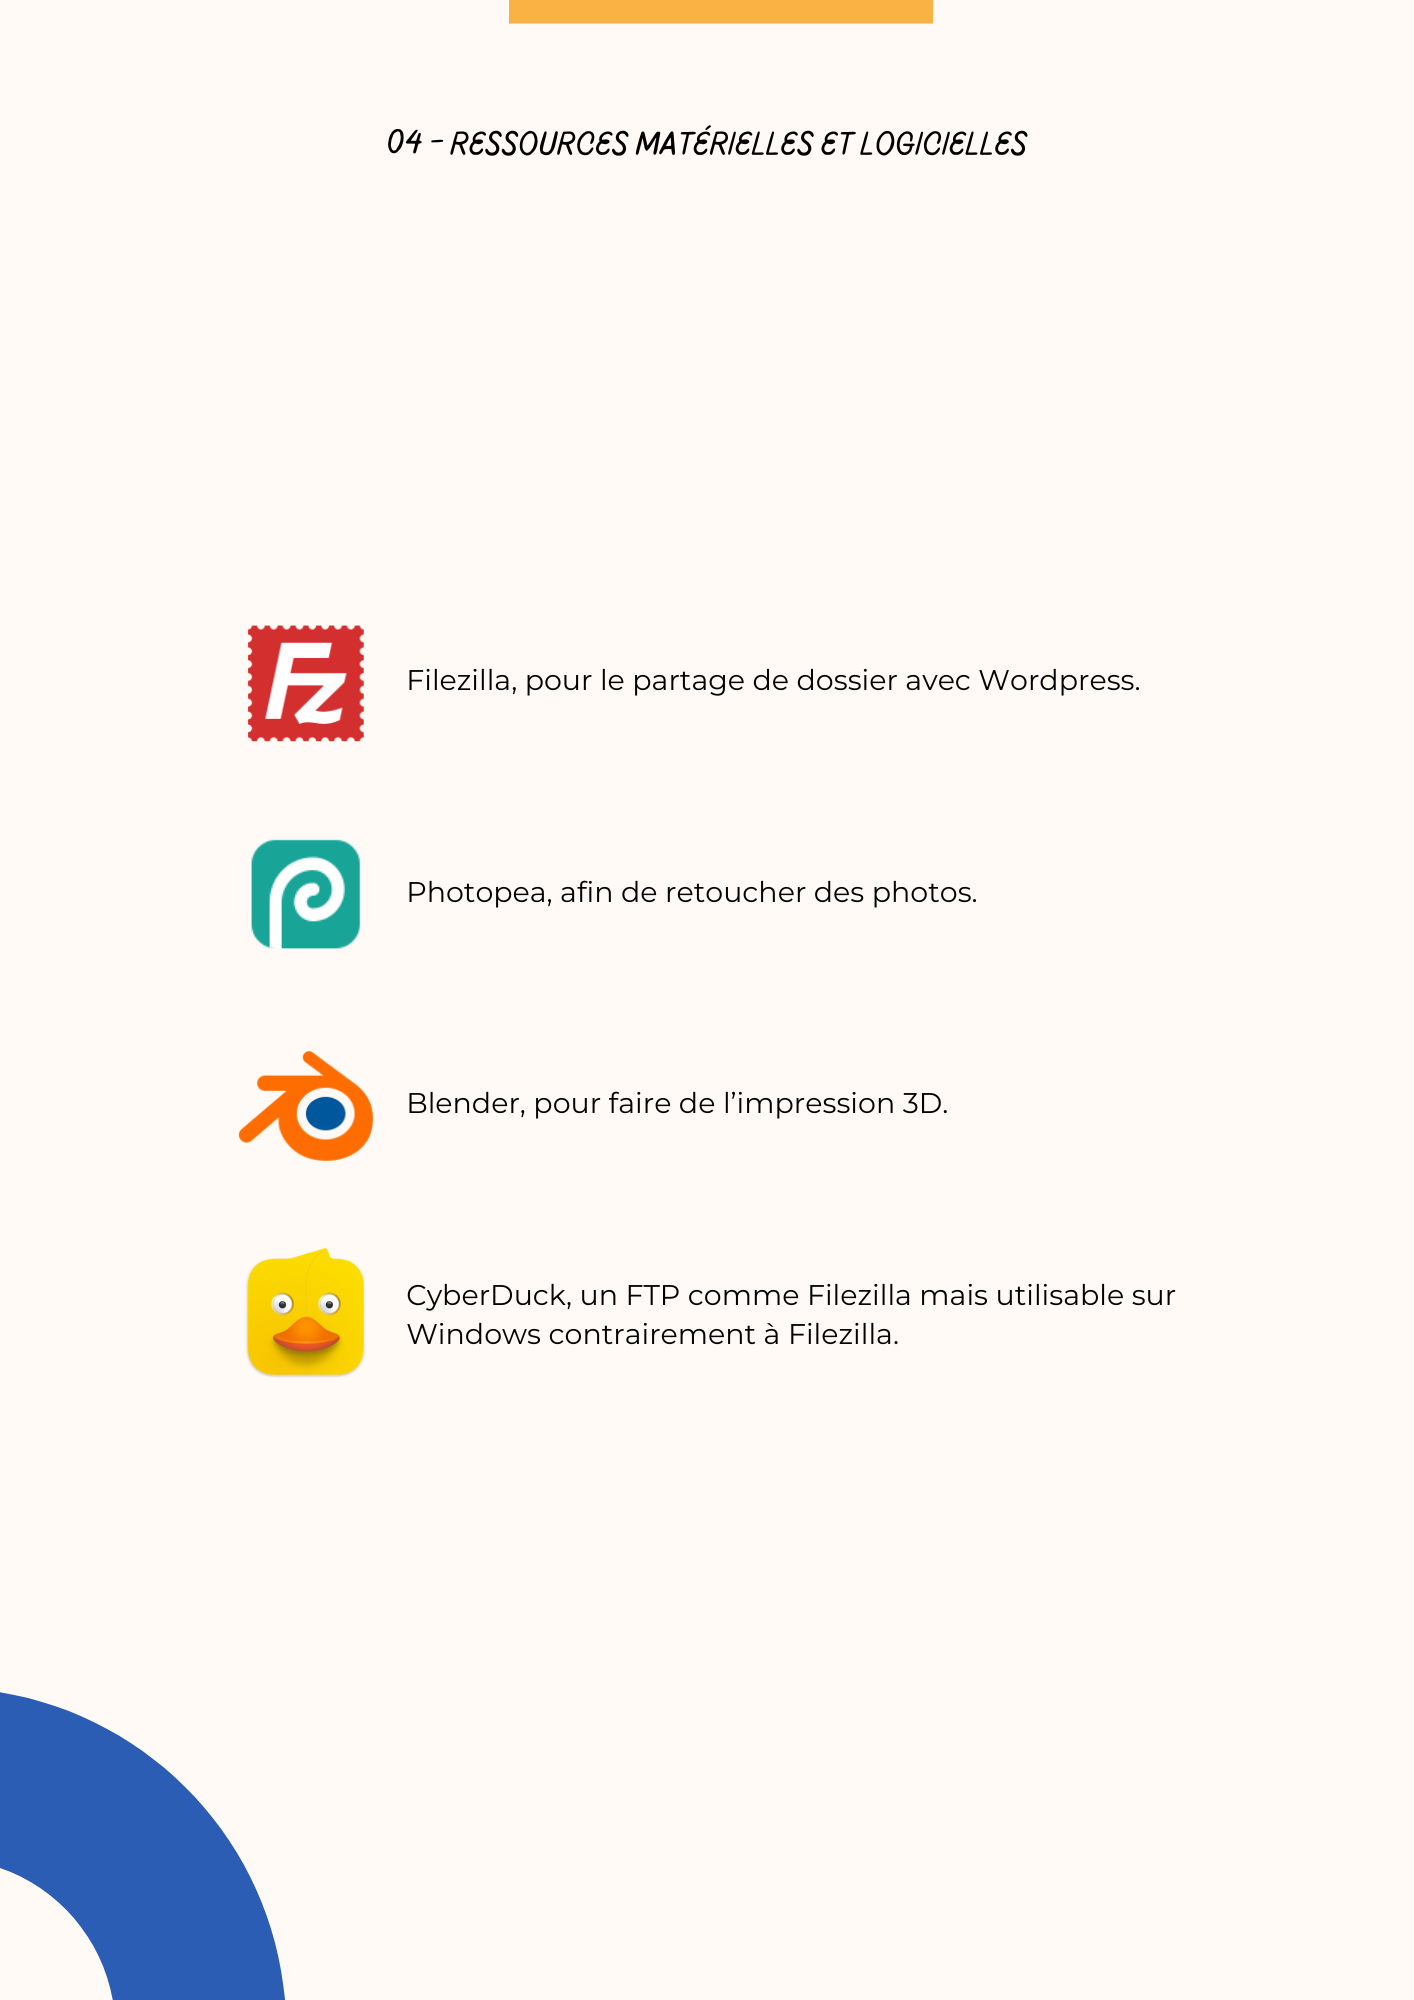 04 - RESSOURCES MATÉRIELLES ET LOGICIELLES
Fz
Filezilla, pour le partage de dossier avec Wordpress.
Photopea, afin de retoucher des photos.
Blender, pour faire de l’impression 3D.
CyberDuck, un FTP comme Filezilla mais utilisable sur
Windows contrairement à Filezilla.